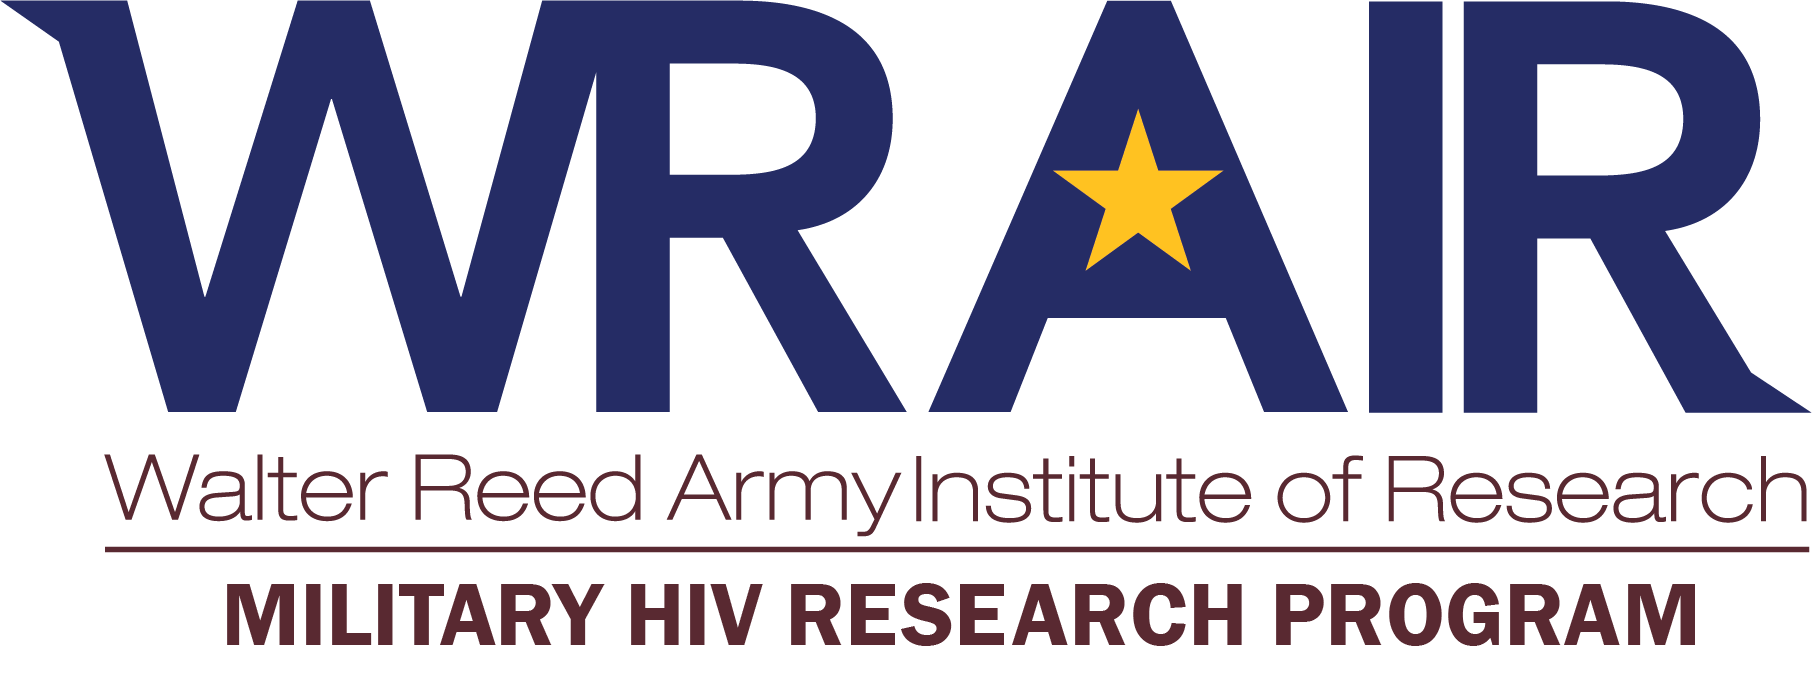 WRAIR
Walter Reed Army Institute of Research
MILITARY HIV RESEARCH PROGRAM